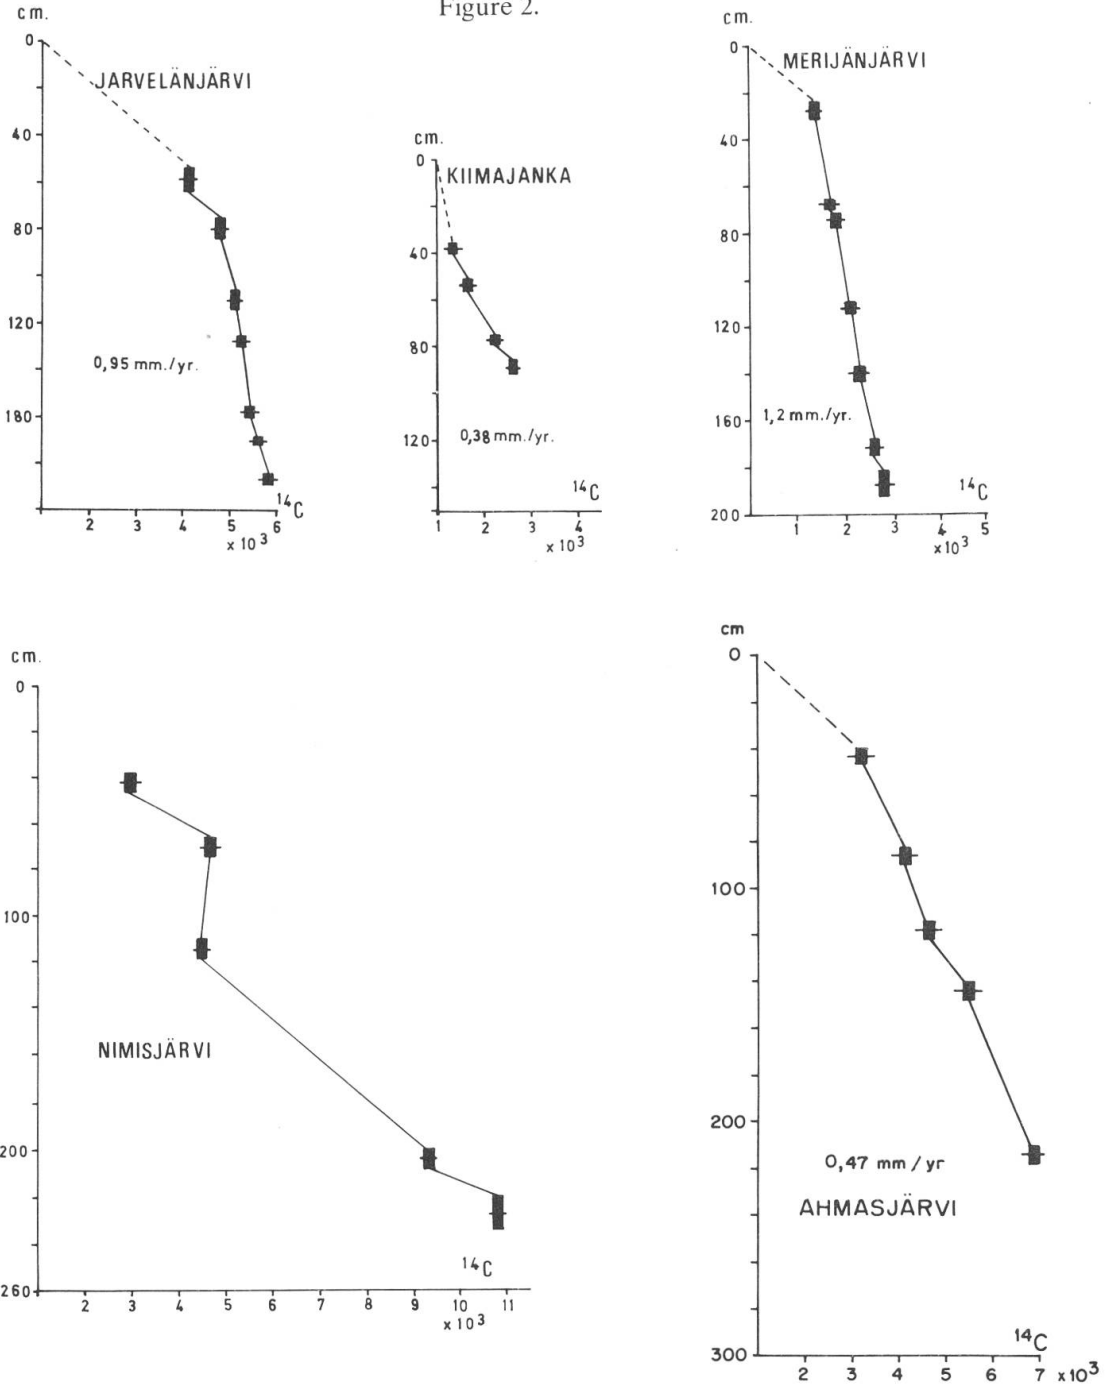 Figure 2.
cm.
0
40
80
120
180
JARVELÄNJÄRVI
0,95 mm./yr.
14C
2 3 4 5 6
x10³
cm.
0
40
80
120
KIIMAJANKA
0,38 mm./yr.
14C
1 2 3 4
x10³
cm.
0
40
80
120
160
200
MERIJÄNJÄRVI
1,2 mm./yr.
14C
1 2 3 4 5
x10³
cm.
0
100
200
260
NIMISJÄRVI
14C
2 3 4 5 6 7 8 9 10 11
x10³
cm
0
100
200
300
0,47 mm / yr
AHMASJÄRVI
14C
2 3 4 5 6 7 x10³